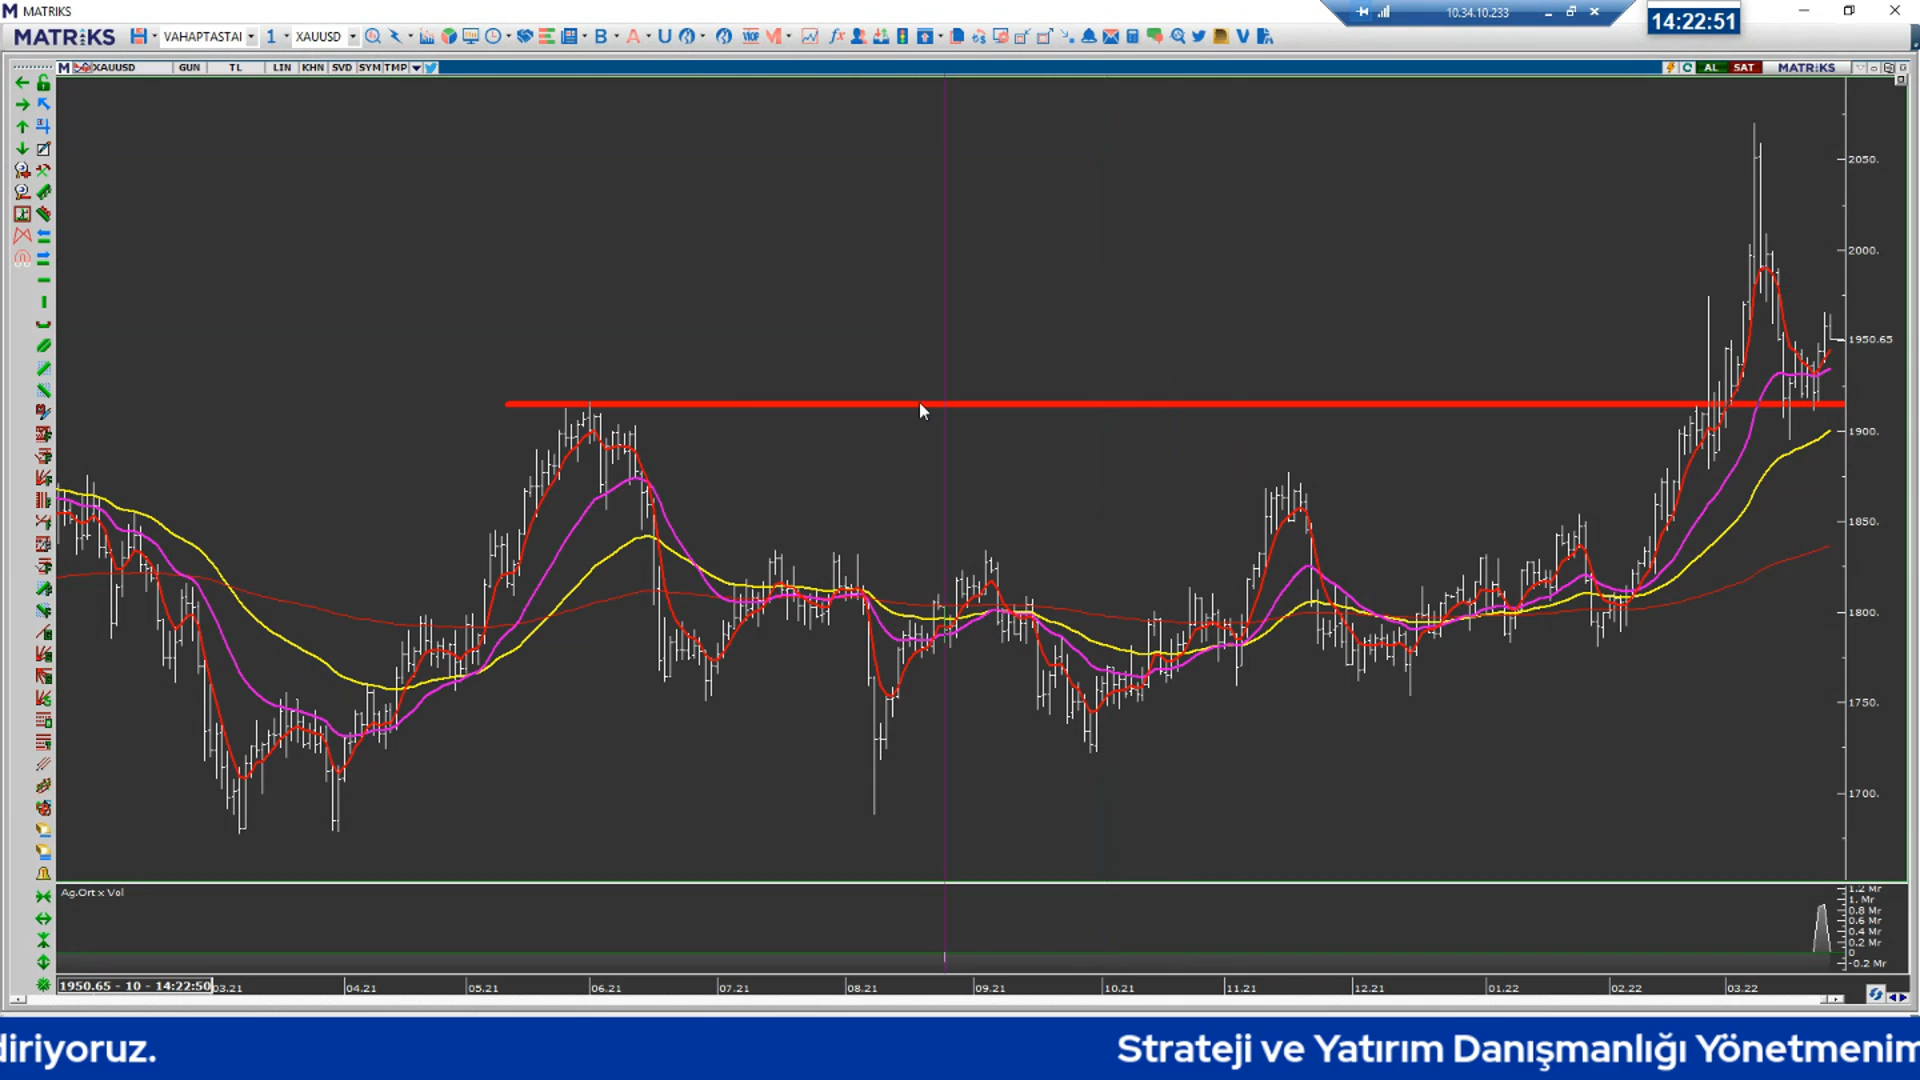 MATRIKS
10.34.10.233
14:22:51
MATRiKS VAHAPTASTAI 1 XAUUSD
XAUUSD GUN TL LIN KHN SVD SYM TMP AL SAT MATRiKS
2050.
2000.
1950.65
1900.
1850.
1800.
1750.
1700.
Ag.Ort x Vol
1.2 Mr
1. Mr
0.8 Mr
0.6 Mr
0.4 Mr
0.2 Mr
0
-0.2 Mr
1950.65 - 10 - 14:22:50 03.21 04.21 05.21 06.21 07.21 08.21 09.21 10.21 11.21 12.21 01.22 02.22 03.22
diriyoruz. Strateji ve Yatırım Danışmanlığı Yönetmenim